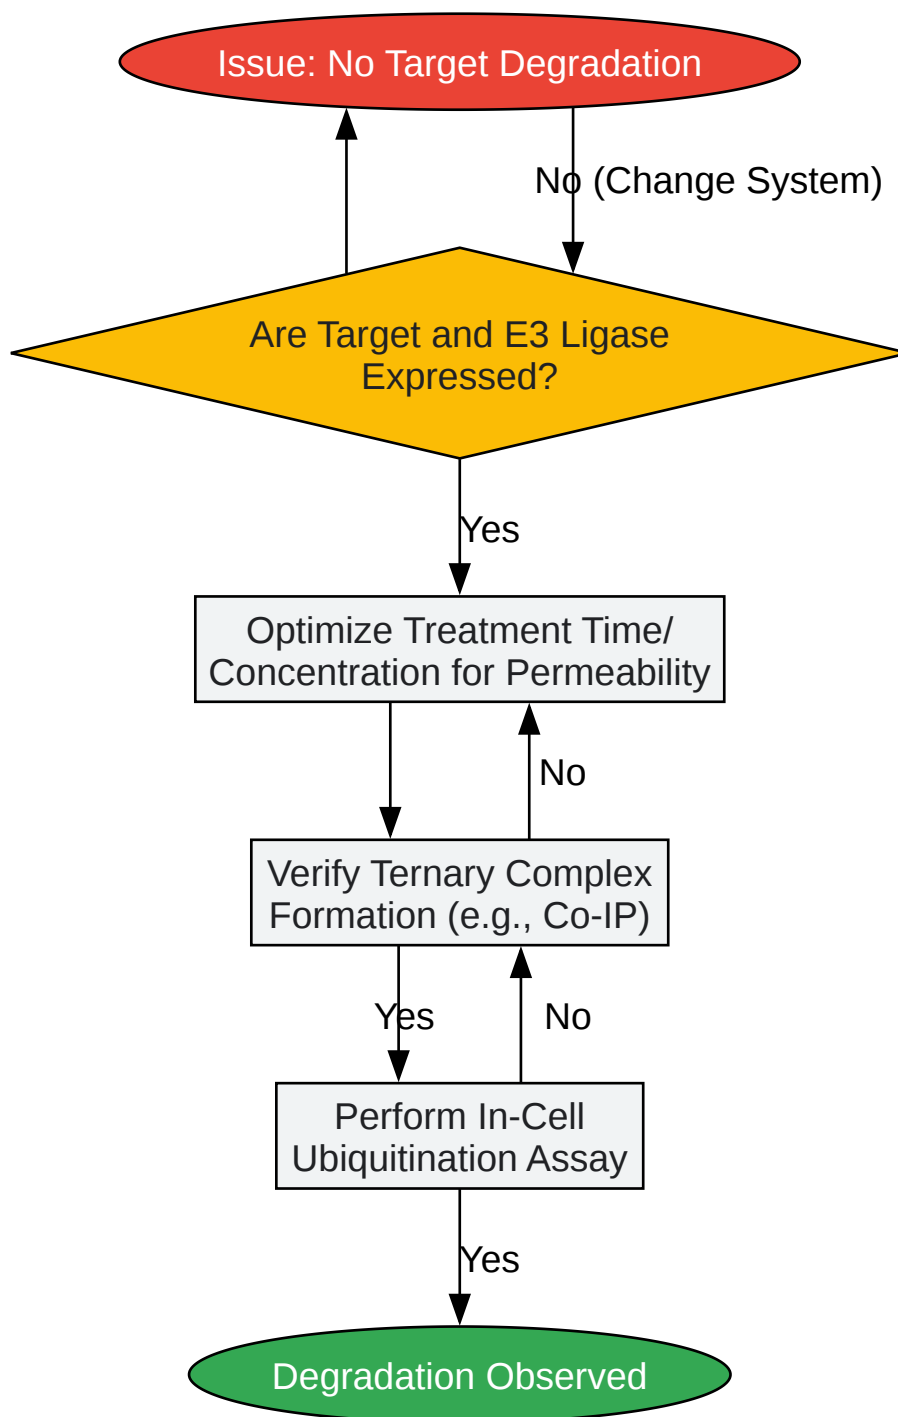 Issue: No Target Degradation
No (Change System)
Are Target and E3 Ligase
Expressed?
Yes
Optimize Treatment Time/
Concentration for Permeability
No
Verify Ternary Complex
Formation (e.g., Co-IP)
Yes
No
Perform In-Cell
Ubiquitination Assay
Yes
Degradation Observed